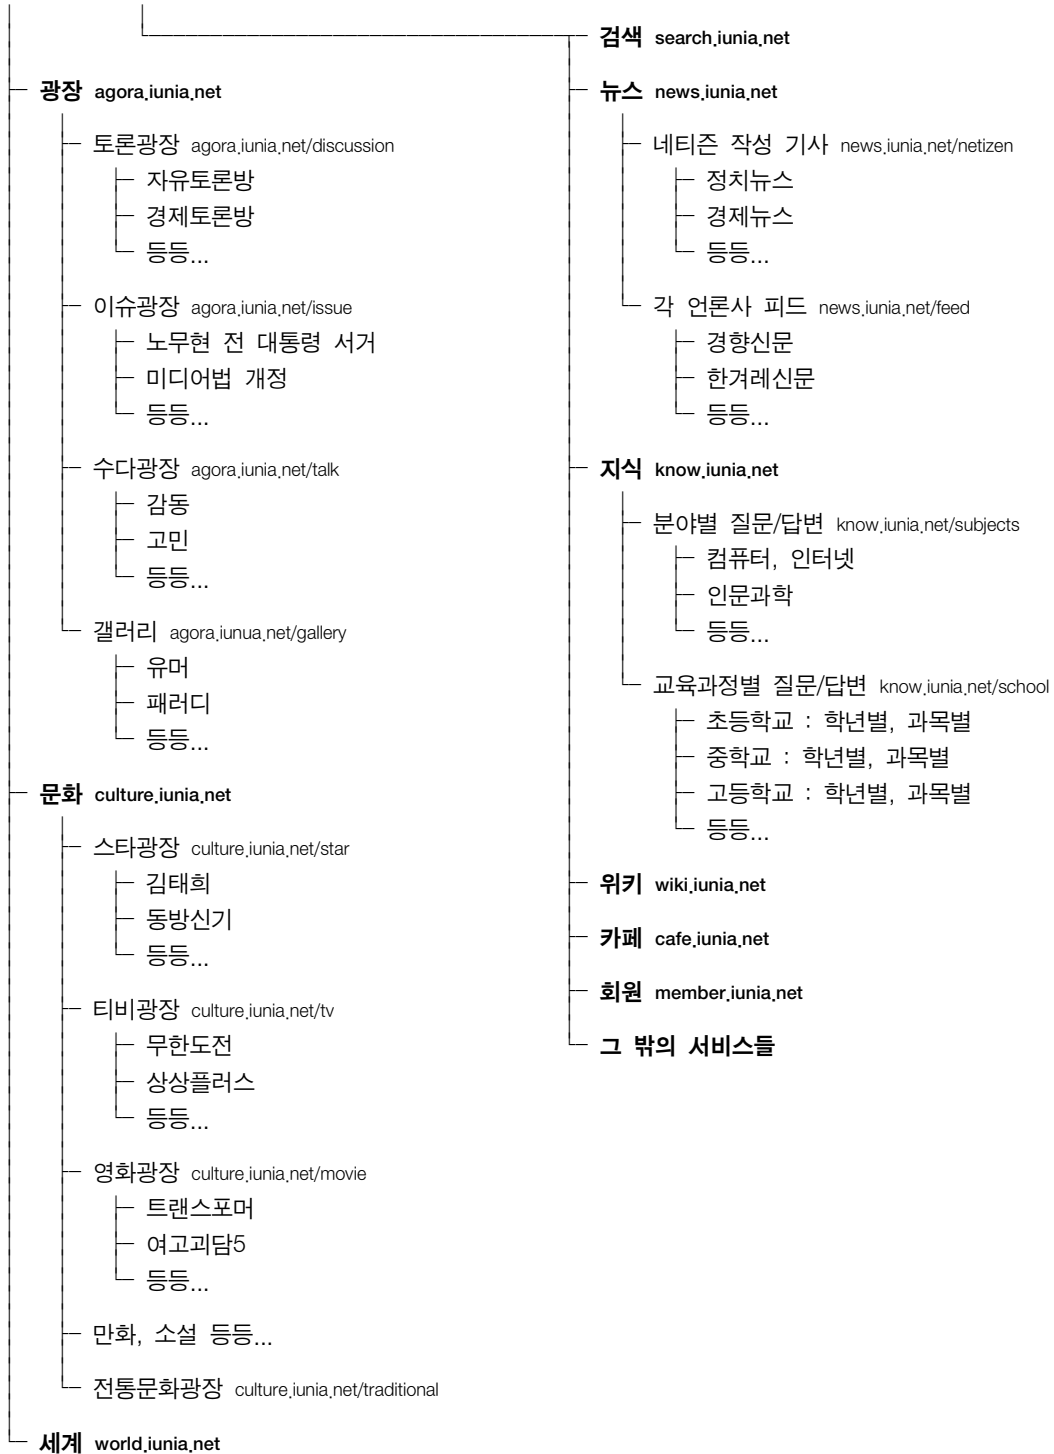 광장 agora.iunia.net
토론광장 agora.iunia.net/discussion
자유토론방
경제토론방
등등...
이슈광장 agora.iunia.net/issue
노무현 전 대통령 서거
미디어법 개정
등등...
수다광장 agora.iunia.net/talk
감동
고민
등등...
갤러리 agora.iunua.net/gallery
유머
패러디
등등...
문화 culture.iunia.net
스타광장 culture.iunia.net/star
김태희
동방신기
등등...
티비광장 culture.iunia.net/tv
무한도전
상상플러스
등등...
영화광장 culture.iunia.net/movie
트랜스포머
여고괴담5
등등...
만화, 소설 등등...
전통문화광장 culture.iunia.net/traditional
세계 world.iunia.net
검색 search.iunia.net
뉴스 news.iunia.net
네티즌 작성 기사 news.iunia.net/netizen
정치뉴스
경제뉴스
등등...
각 언론사 피드 news.iunia.net/feed
경향신문
한겨레신문
등등...
지식 know.iunia.net
분야별 질문/답변 know.iunia.net/subjects
컴퓨터, 인터넷
인문과학
등등...
교육과정별 질문/답변 know.iunia.net/school
초등학교 : 학년별, 과목별
중학교 : 학년별, 과목별
고등학교 : 학년별, 과목별
등등...
위키 wiki.iunia.net
카페 cafe.iunia.net
회원 member.iunia.net
그 밖의 서비스들